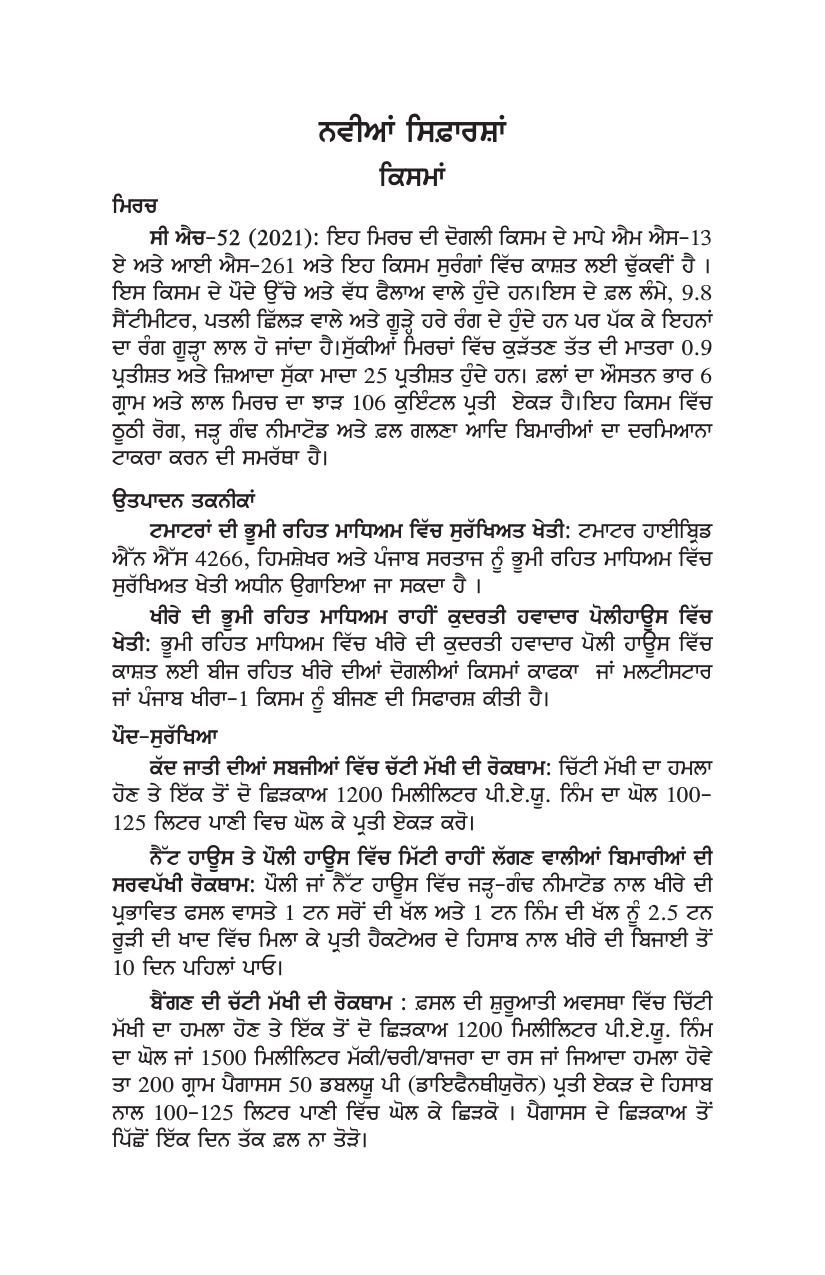 ਨਵੀਆਂ ਸਿਫ਼ਾਰਸ਼ਾਂ
ਕਿਸਮਾਂ
ਮਿਰਚ
ਸੀ ਐਚ-52 (2021): ਇਹ ਮਿਰਚ ਦੀ ਦੋਗਲੀ ਕਿਸਮ ਦੇ ਮਾਪੇ ਐਮ ਐਸ-13
ਏ ਅਤੇ ਆਈ ਐਸ-261 ਅਤੇ ਇਹ ਕਿਸਮ ਸੁਰੰਗਾਂ ਵਿੱਚ ਕਾਸ਼ਤ ਲਈ ਢੁੱਕਵੀਂ ਹੈ ।
ਇਸ ਕਿਸਮ ਦੇ ਪੌਦੇ ਉੱਚੇ ਅਤੇ ਵੱਧ ਫੈਲਾਅ ਵਾਲੇ ਹੁੰਦੇ ਹਨ।ਇਸ ਦੇ ਫ਼ਲ ਲੰਮੇ, 9.8
ਸੈਂਟੀਮੀਟਰ, ਪਤਲੀ ਛਿੱਲੜ ਵਾਲੇ ਅਤੇ ਗੂੜ੍ਹੇ ਹਰੇ ਰੰਗ ਦੇ ਹੁੰਦੇ ਹਨ ਪਰ ਪੱਕ ਕੇ ਇਹਨਾਂ
ਦਾ ਰੰਗ ਗੂੜ੍ਹਾ ਲਾਲ ਹੋ ਜਾਂਦਾ ਹੈ।ਸੁੱਕੀਆਂ ਮਿਰਚਾਂ ਵਿੱਚ ਕੁੜੱਤਣ ਤੱਤ ਦੀ ਮਾਤਰਾ 0.9
ਪ੍ਰਤੀਸ਼ਤ ਅਤੇ ਜ਼ਿਆਦਾ ਸੁੱਕਾ ਮਾਦਾ 25 ਪ੍ਰਤੀਸ਼ਤ ਹੁੰਦੇ ਹਨ। ਫ਼ਲਾਂ ਦਾ ਔਸਤਨ ਭਾਰ 6
ਗ੍ਰਾਮ ਅਤੇ ਲਾਲ ਮਿਰਚ ਦਾ ਝਾੜ 106 ਕੁਇੰਟਲ ਪ੍ਰਤੀ ਏਕੜ ਹੈ।ਇਹ ਕਿਸਮ ਵਿੱਚ
ਠੂਠੀ ਰੋਗ, ਜੜ੍ਹ ਗੰਢ ਨੀਮਾਟੋਡ ਅਤੇ ਫ਼ਲ ਗਲਣਾ ਆਦਿ ਬਿਮਾਰੀਆਂ ਦਾ ਦਰਮਿਆਨਾ
ਟਾਕਰਾ ਕਰਨ ਦੀ ਸਮਰੱਥਾ ਹੈ।
ਉਤਪਾਦਨ ਤਕਨੀਕਾਂ
ਟਮਾਟਰਾਂ ਦੀ ਭੂਮੀ ਰਹਿਤ ਮਾਧਿਅਮ ਵਿੱਚ ਸੁਰੱਖਿਅਤ ਖੇਤੀ: ਟਮਾਟਰ ਹਾਈਬ੍ਰਿਡ
ਐੱਨ ਐੱਸ 4266, ਹਿਮਸ਼ੇਖਰ ਅਤੇ ਪੰਜਾਬ ਸਰਤਾਜ ਨੂੰ ਭੂਮੀ ਰਹਿਤ ਮਾਧਿਅਮ ਵਿੱਚ
ਸੁਰੱਖਿਅਤ ਖੇਤੀ ਅਧੀਨ ਉਗਾਇਆ ਜਾ ਸਕਦਾ ਹੈ ।
ਖੀਰੇ ਦੀ ਭੂਮੀ ਰਹਿਤ ਮਾਧਿਅਮ ਰਾਹੀਂ ਕੁਦਰਤੀ ਹਵਾਦਾਰ ਪੋਲੀਹਾਊਸ ਵਿੱਚ
ਖੇਤੀ: ਭੂਮੀ ਰਹਿਤ ਮਾਧਿਅਮ ਵਿੱਚ ਖੀਰੇ ਦੀ ਕੁਦਰਤੀ ਹਵਾਦਾਰ ਪੋਲੀ ਹਾਊਸ ਵਿੱਚ
ਕਾਸ਼ਤ ਲਈ ਬੀਜ ਰਹਿਤ ਖੀਰੇ ਦੀਆਂ ਦੋਗਲੀਆਂ ਕਿਸਮਾਂ ਕਾਫਕਾ ਜਾਂ ਮਲਟੀਸਟਾਰ
ਜਾਂ ਪੰਜਾਬ ਖੀਰਾ-1 ਕਿਸਮ ਨੂੰ ਬੀਜਣ ਦੀ ਸਿਫਾਰਸ਼ ਕੀਤੀ ਹੈ।
ਪੌਦ-ਸੁਰੱਖਿਆ
ਕੱਦ ਜਾਤੀ ਦੀਆਂ ਸਬਜੀਆਂ ਵਿੱਚ ਚੱਟੀ ਮੱਖੀ ਦੀ ਰੋਕਥਾਮ: ਚਿੱਟੀ ਮੱਖੀ ਦਾ ਹਮਲਾ
ਹੋਣ ਤੇ ਇੱਕ ਤੋਂ ਦੋ ਛਿੜਕਾਅ 1200 ਮਿਲੀਲਿਟਰ ਪੀ.ਏ.ਯੂ. ਨਿੰਮ ਦਾ ਘੋਲ 100-
125 ਲਿਟਰ ਪਾਣੀ ਵਿਚ ਘੋਲ ਕੇ ਪ੍ਰਤੀ ਏਕੜ ਕਰੋ।
ਨੈੱਟ ਹਾਊਸ ਤੇ ਪੌਲੀ ਹਾਊਸ ਵਿੱਚ ਮਿੱਟੀ ਰਾਹੀਂ ਲੱਗਣ ਵਾਲੀਆਂ ਬਿਮਾਰੀਆਂ ਦੀ
ਸਰਵਪੱਖੀ ਰੋਕਥਾਮ: ਪੌਲੀ ਜਾਂ ਨੈੱਟ ਹਾਊਸ ਵਿੱਚ ਜੜ੍ਹ-ਗੰਢ ਨੀਮਾਟੋਡ ਨਾਲ ਖੀਰੇ ਦੀ
ਪ੍ਰਭਾਵਿਤ ਫਸਲ ਵਾਸਤੇ 1 ਟਨ ਸਰੋਂ ਦੀ ਖੱਲ ਅਤੇ 1 ਟਨ ਨਿੰਮ ਦੀ ਖੱਲ ਨੂੰ 2.5 ਟਨ
ਰੂੜੀ ਦੀ ਖਾਦ ਵਿੱਚ ਮਿਲਾ ਕੇ ਪ੍ਰਤੀ ਹੈਕਟੇਅਰ ਦੇ ਹਿਸਾਬ ਨਾਲ ਖੀਰੇ ਦੀ ਬਿਜਾਈ ਤੋਂ
10 ਦਿਨ ਪਹਿਲਾਂ ਪਾਓ।
ਬੈਂਗਣ ਦੀ ਚੱਟੀ ਮੱਖੀ ਦੀ ਰੋਕਥਾਮ : ਫ਼ਸਲ ਦੀ ਸ਼ੁਰੂਆਤੀ ਅਵਸਥਾ ਵਿੱਚ ਚਿੱਟੀ
ਮੱਖੀ ਦਾ ਹਮਲਾ ਹੋਣ ਤੇ ਇੱਕ ਤੋਂ ਦੋ ਛਿੜਕਾਅ 1200 ਮਿਲੀਲਿਟਰ ਪੀ.ਏ.ਯੂ. ਨਿੰਮ
ਦਾ ਘੋਲ ਜਾਂ 1500 ਮਿਲੀਲਿਟਰ ਮੱਕੀ/ਚਰੀ/ਬਾਜਰਾ ਦਾ ਰਸ ਜਾਂ ਜਿਆਦਾ ਹਮਲਾ ਹੋਵੇ
ਤਾ 200 ਗ੍ਰਾਮ ਪੈਗਾਸਸ 50 ਡਬਲਯੂ ਪੀ (ਡਾਇਫੈਨਥੀਯੁਰੋਨ) ਪ੍ਰਤੀ ਏਕੜ ਦੇ ਹਿਸਾਬ
ਨਾਲ 100-125 ਲਿਟਰ ਪਾਣੀ ਵਿੱਚ ਘੋਲ ਕੇ ਛਿੜਕੋ । ਪੈਗਾਸਸ ਦੇ ਛਿੜਕਾਅ ਤੋਂ
ਪਿੱਛੋਂ ਇੱਕ ਦਿਨ ਤੱਕ ਫ਼ਲ ਨਾ ਤੋੜੋ।